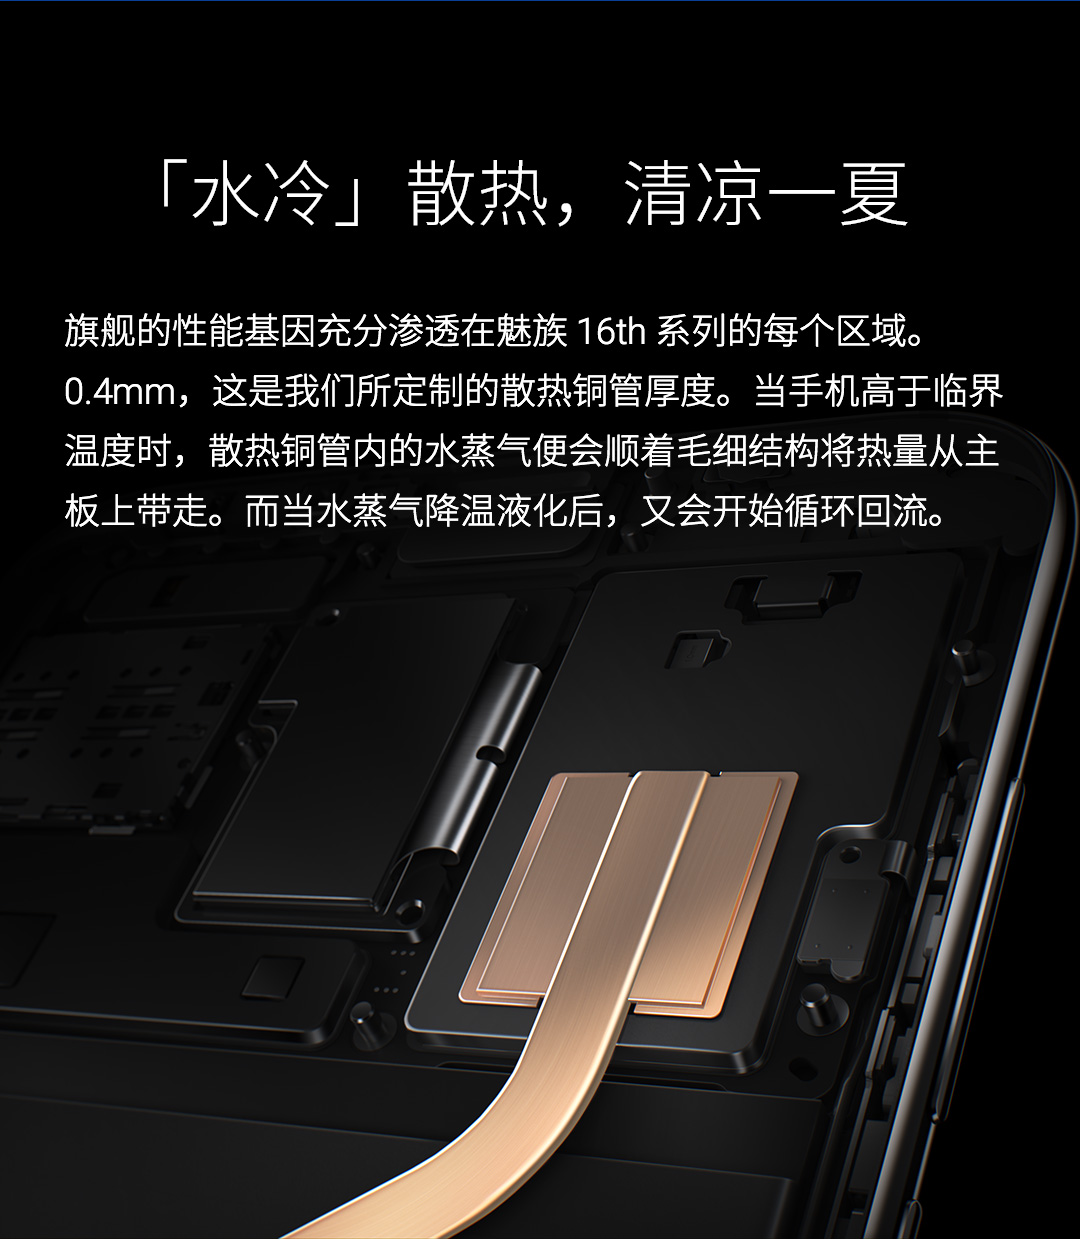 「水冷」散热，清凉一夏
旗舰的性能基因充分渗透在魅族 16th 系列的每个区域。
0.4mm，这是我们所定制的散热铜管厚度。当手机高于临界
温度时，散热铜管内的水蒸气便会顺着毛细结构将热量从主
板上带走。而当水蒸气降温液化后，又会开始循环回流。